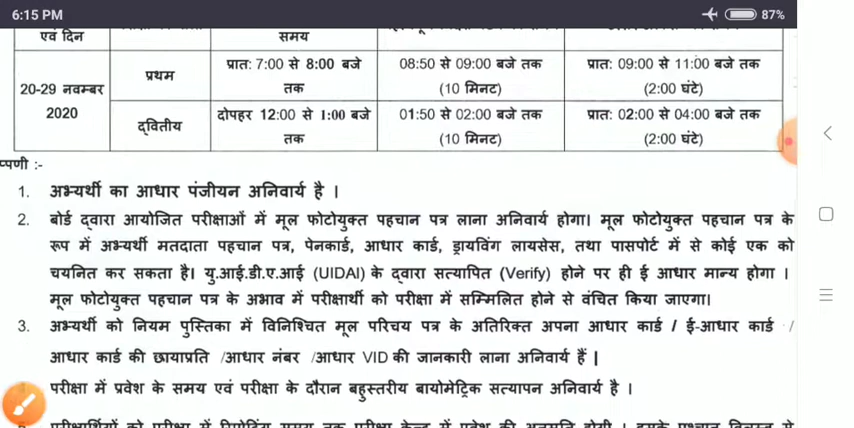 6:15 PM 87%
एवं दिन समय
20-29 नवम्बर 2020 प्रथम प्रात: 7:00 से 8:00 बजे तक 08:50 से 09:00 बजे तक (10 मिनट) प्रात: 09:00 से 11:00 बजे तक (2:00 घंटे)
द्वितीय दोपहर 12:00 से 1:00 बजे तक 01:50 से 02:00 बजे तक (10 मिनट) प्रात: 02:00 से 04:00 बजे तक (2:00 घंटे)
प्पणी :-
1. अभ्यर्थी का आधार पंजीयन अनिवार्य है ।
2. बोर्ड द्वारा आयोजित परीक्षाओं में मूल फोटोयुक्त पहचान पत्र लाना अनिवार्य होगा। मूल फोटोयुक्त पहचान पत्र के
रूप में अभ्यर्थी मतदाता पहचान पत्र, पेनकार्ड, आधार कार्ड, ड्रायविंग लायसेस, तथा पासपोर्ट में से कोई एक को
चयनित कर सकता है। यु.आई.डी.ए.आई (UIDAI) के द्वारा सत्यापित (Verify) होने पर ही ई आधार मान्य होगा ।
मूल फोटोयुक्त पहचान पत्र के अभाव में परीक्षार्थी को परीक्षा में सम्मिलित होने से वंचित किया जाएगा।
3. अभ्यर्थी को नियम पुस्तिका में विनिश्चित मूल परिचय पत्र के अतिरिक्त अपना आधार कार्ड / ई-आधार कार्ड /
आधार कार्ड की छायाप्रति /आधार नंबर /आधार VID की जानकारी लाना अनिवार्य हैं |
परीक्षा में प्रवेश के समय एवं परीक्षा के दौरान बहुस्तरीय बायोमेट्रिक सत्यापन अनिवार्य है ।